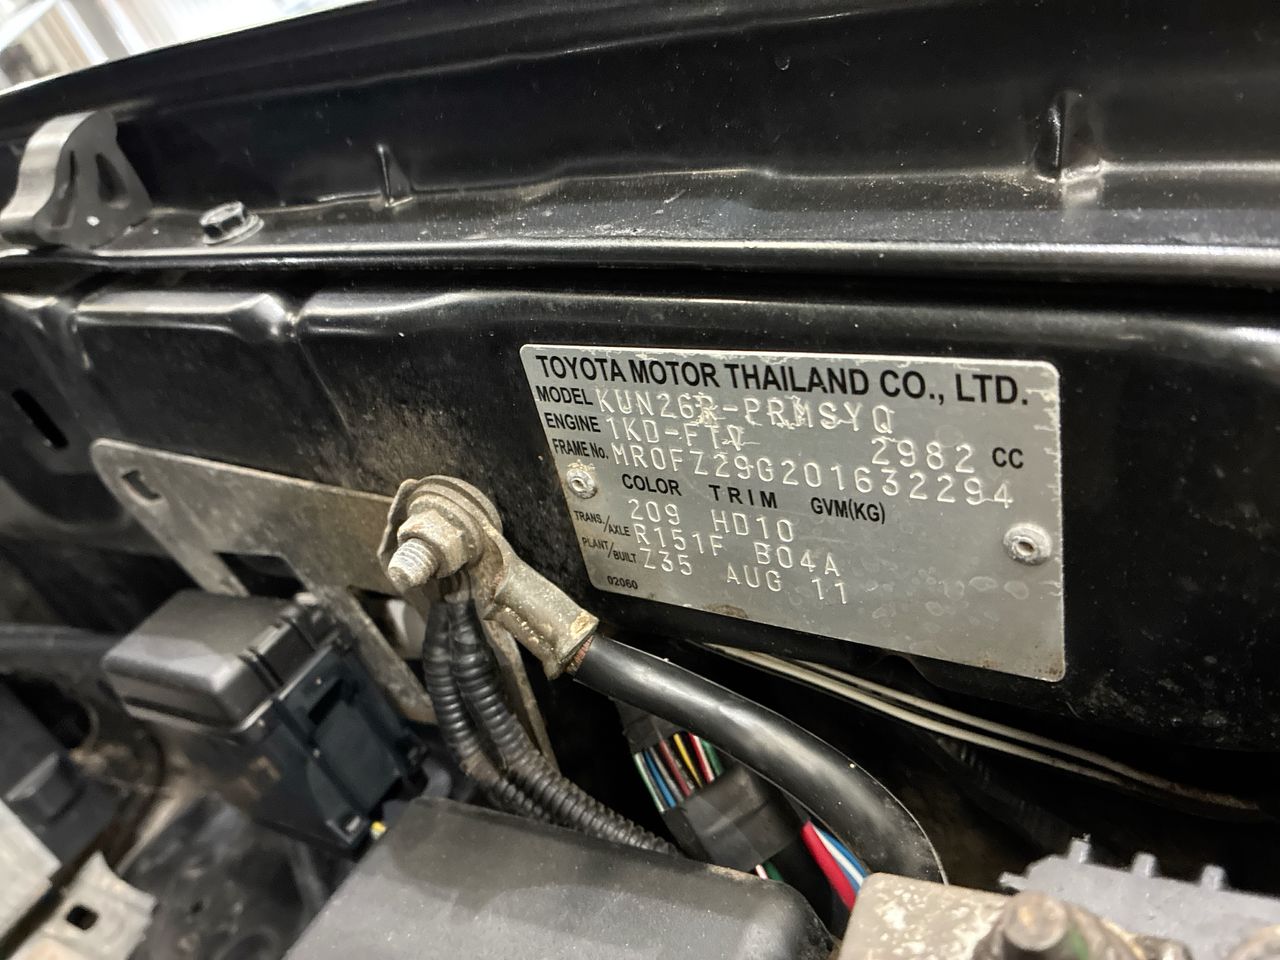 TOYOTA MOTOR THAILAND CO., LTD.
MODEL KUN26R-PRMSYQ
ENGINE 1KD-FTV 2982 CC
FRAME No. MR0FZ29G201632294
COLOR TRIM GVM(KG)
209 HD10
TRANS./AXLE R151F B04A
PLANT/BUILT Z35 AUG 11
02060